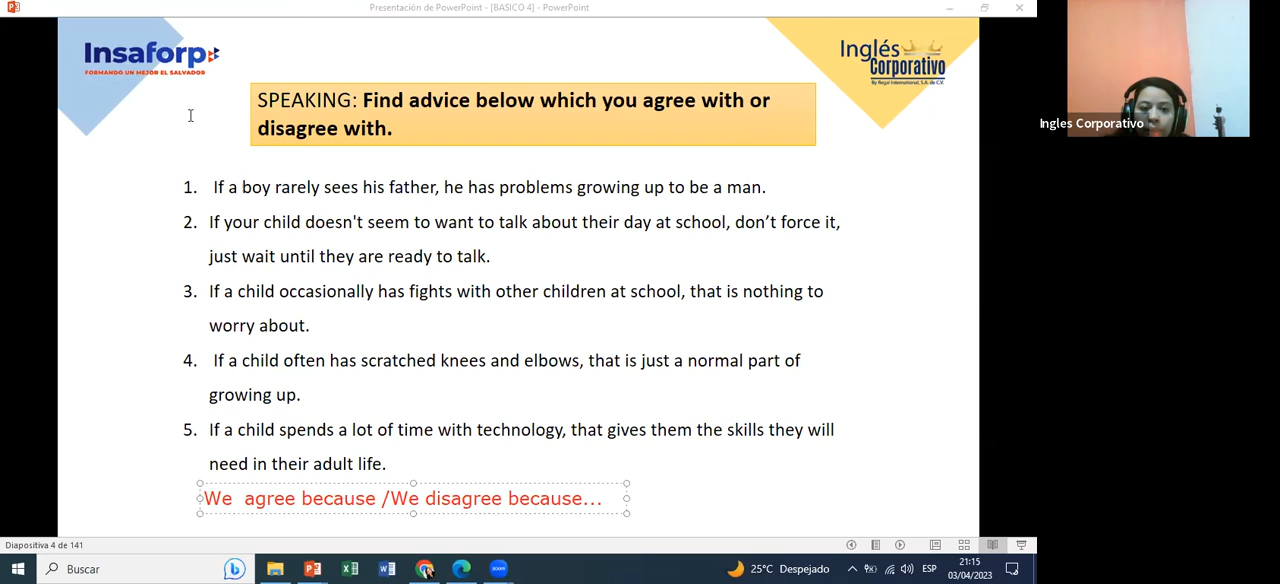 Presentación de PowerPoint - [BASICO 4] - PowerPoint
Insaforp
FORMANDO UN MEJOR EL SALVADOR
Inglés
Corporativo
By Regal International, S.A. de C.V.
SPEAKING: Find advice below which you agree with or
disagree with.
Ingles Corporativo
1. If a boy rarely sees his father, he has problems growing up to be a man.
2. If your child doesn't seem to want to talk about their day at school, don’t force it,
just wait until they are ready to talk.
3. If a child occasionally has fights with other children at school, that is nothing to
worry about.
4. If a child often has scratched knees and elbows, that is just a normal part of
growing up.
5. If a child spends a lot of time with technology, that gives them the skills they will
need in their adult life.
We  agree because /We disagree because...
Diapositiva 4 de 141
Buscar
zoom
25°C Despejado
ESP
21:15
03/04/2023